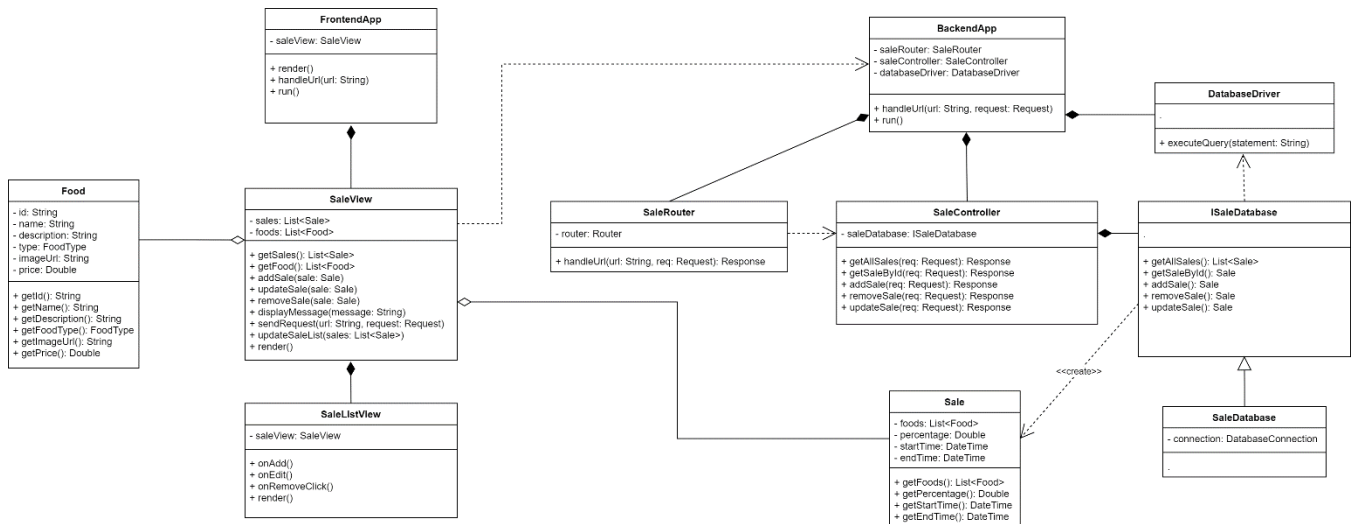 FrontendApp
- saleView: SaleView
+ render()
+ handleUrl(url: String)
+ run()
BackendApp
- saleRouter: SaleRouter
- saleController: SaleController
- databaseDriver: DatabaseDriver
+ handleUrl(url: String, request: Request)
+ run()
DatabaseDriver
.
+ executeQuery(statement: String)
Food
- id: String
- name: String
- description: String
- type: FoodType
- imageUrl: String
- price: Double
+ getId(): String
+ getName(): String
+ getDescription(): String
+ getFoodType(): FoodType
+ getImageUrl(): String
+ getPrice(): Double
SaleView
- sales: List<Sale>
- foods: List<Food>
+ getSales(): List<Sale>
+ getFood(): List<Food>
+ addSale(sale: Sale)
+ updateSale(sale: Sale)
+ removeSale(sale: Sale)
+ displayMessage(message: String)
+ sendRequest(url: String, request: Request)
+ updateSaleList(sales: List<Sale>)
+ render()
SaleRouter
- router: Router
+ handleUrl(url: String, req: Request): Response
SaleController
- saleDatabase: ISaleDatabase
+ getAllSales(req: Request): Response
+ getSaleById(req: Request): Response
+ addSale(req: Request): Response
+ removeSale(req: Request): Response
+ updateSale(req: Request): Response
ISaleDatabase
.
+ getAllSales(): List<Sale>
+ getSaleById(): Sale
+ addSale(): Sale
+ removeSale(): Sale
+ updateSale(): Sale
<<create>>
SaleListVIew
- saleView: SaleView
+ onAdd()
+ onEdit()
+ onRemoveClick()
+ render()
Sale
- foods: List<Food>
- percentage: Double
- startTime: DateTime
- endTime: DateTime
+ getFoods(): List<Food>
+ getPercentage(): Double
+ getStartTime(): DateTime
+ getEndTime(): DateTime
SaleDatabase
- connection: DatabaseConnection
.